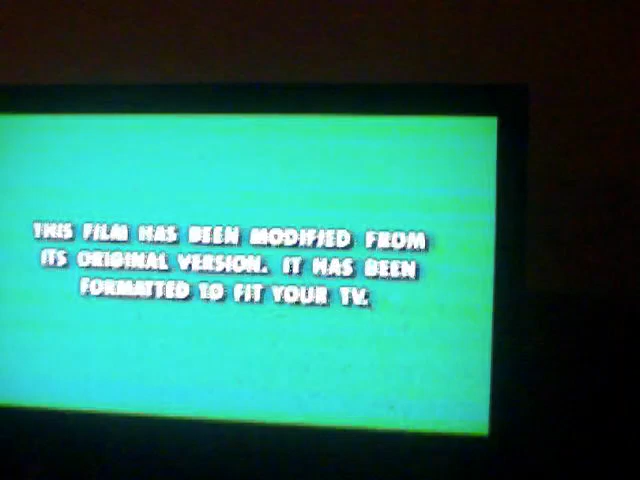 THIS FILM HAS BEEN MODIFIED FROM
ITS ORIGINAL VERSION. IT HAS BEEN
FORMATTED TO FIT YOUR TV.